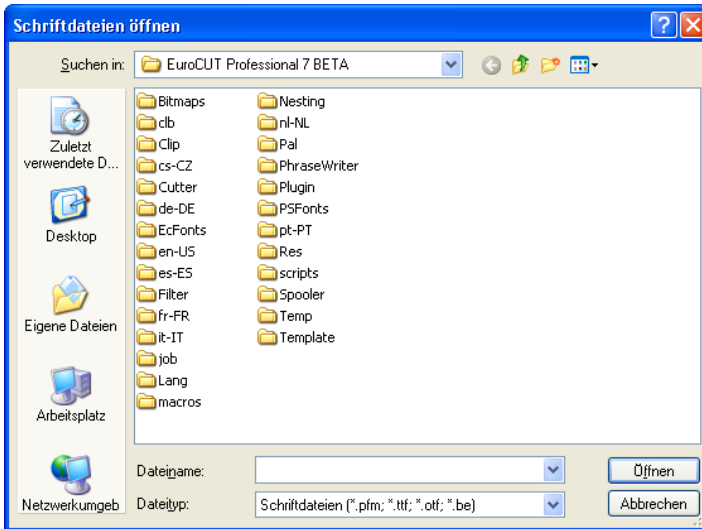 Schriftdateien öffnen
Suchen in: EuroCUT Professional 7 BETA
Zuletzt
verwendete D...
Desktop
Eigene Dateien
Arbeitsplatz
Netzwerkumgeb
Bitmaps
clb
Clip
cs-CZ
Cutter
de-DE
EcFonts
en-US
es-ES
Filter
fr-FR
it-IT
job
Lang
macros
Nesting
nl-NL
Pal
PhraseWriter
Plugin
PSFonts
pt-PT
Res
scripts
Spooler
Temp
Template
Dateiname:
Öffnen
Dateityp: Schriftdateien (*.pfm; *.ttf; *.otf; *.be)
Abbrechen